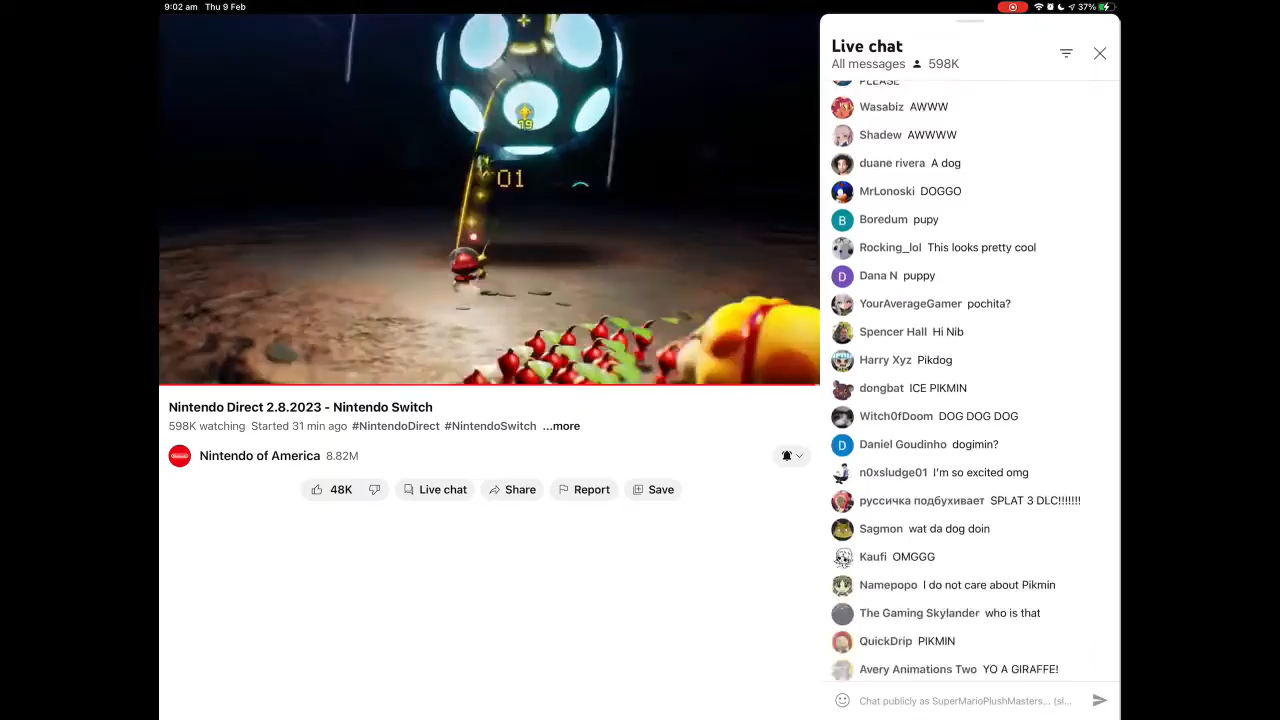 9:02 am Thu 9 Feb
37%
19
01
Nintendo Direct 2.8.2023 - Nintendo Switch
598K watching Started 31 min ago #NintendoDirect #NintendoSwitch ...more
Nintendo of America 8.82M
48K Live chat Share Report Save
Live chat
All messages 598K
PLEASE
Wasabiz AWWW
Shadew AWWWW
duane rivera A dog
MrLonoski DOGGO
B Boredum pupy
Rocking_lol This looks pretty cool
D Dana N puppy
YourAverageGamer pochita?
Spencer Hall Hi Nib
Harry Xyz Pikdog
dongbat ICE PIKMIN
Witch0fDoom DOG DOG DOG
D Daniel Goudinho dogimin?
n0xsludge01 I'm so excited omg
руссичка подбухивает SPLAT 3 DLC!!!!!!!
Sagmon wat da dog doin
Kaufi OMGGG
Namepopo I do not care about Pikmin
The Gaming Skylander who is that
QuickDrip PIKMIN
Avery Animations Two YO A GIRAFFE!
Chat publicly as SuperMarioPlushMasters... (sl...